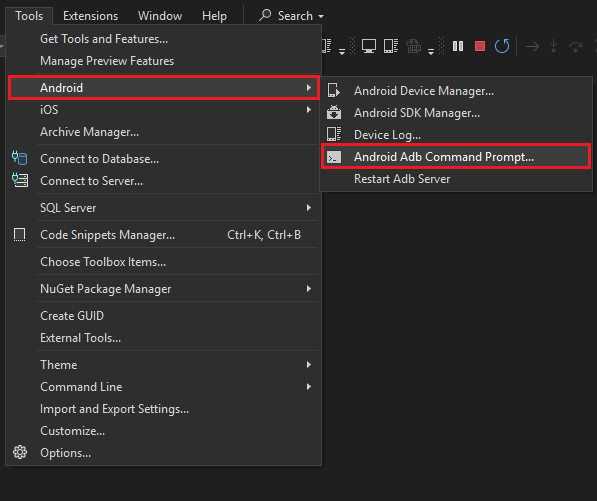 Tools Extensions Window Help Search
Get Tools and Features...
Manage Preview Features
Android
iOS
Archive Manager...
Connect to Database...
Connect to Server...
SQL Server
Code Snippets Manager... Ctrl+K, Ctrl+B
Choose Toolbox Items...
NuGet Package Manager
Create GUID
External Tools...
Theme
Command Line
Import and Export Settings...
Customize...
Options...
Android Device Manager...
Android SDK Manager...
Device Log...
Android Adb Command Prompt...
Restart Adb Server